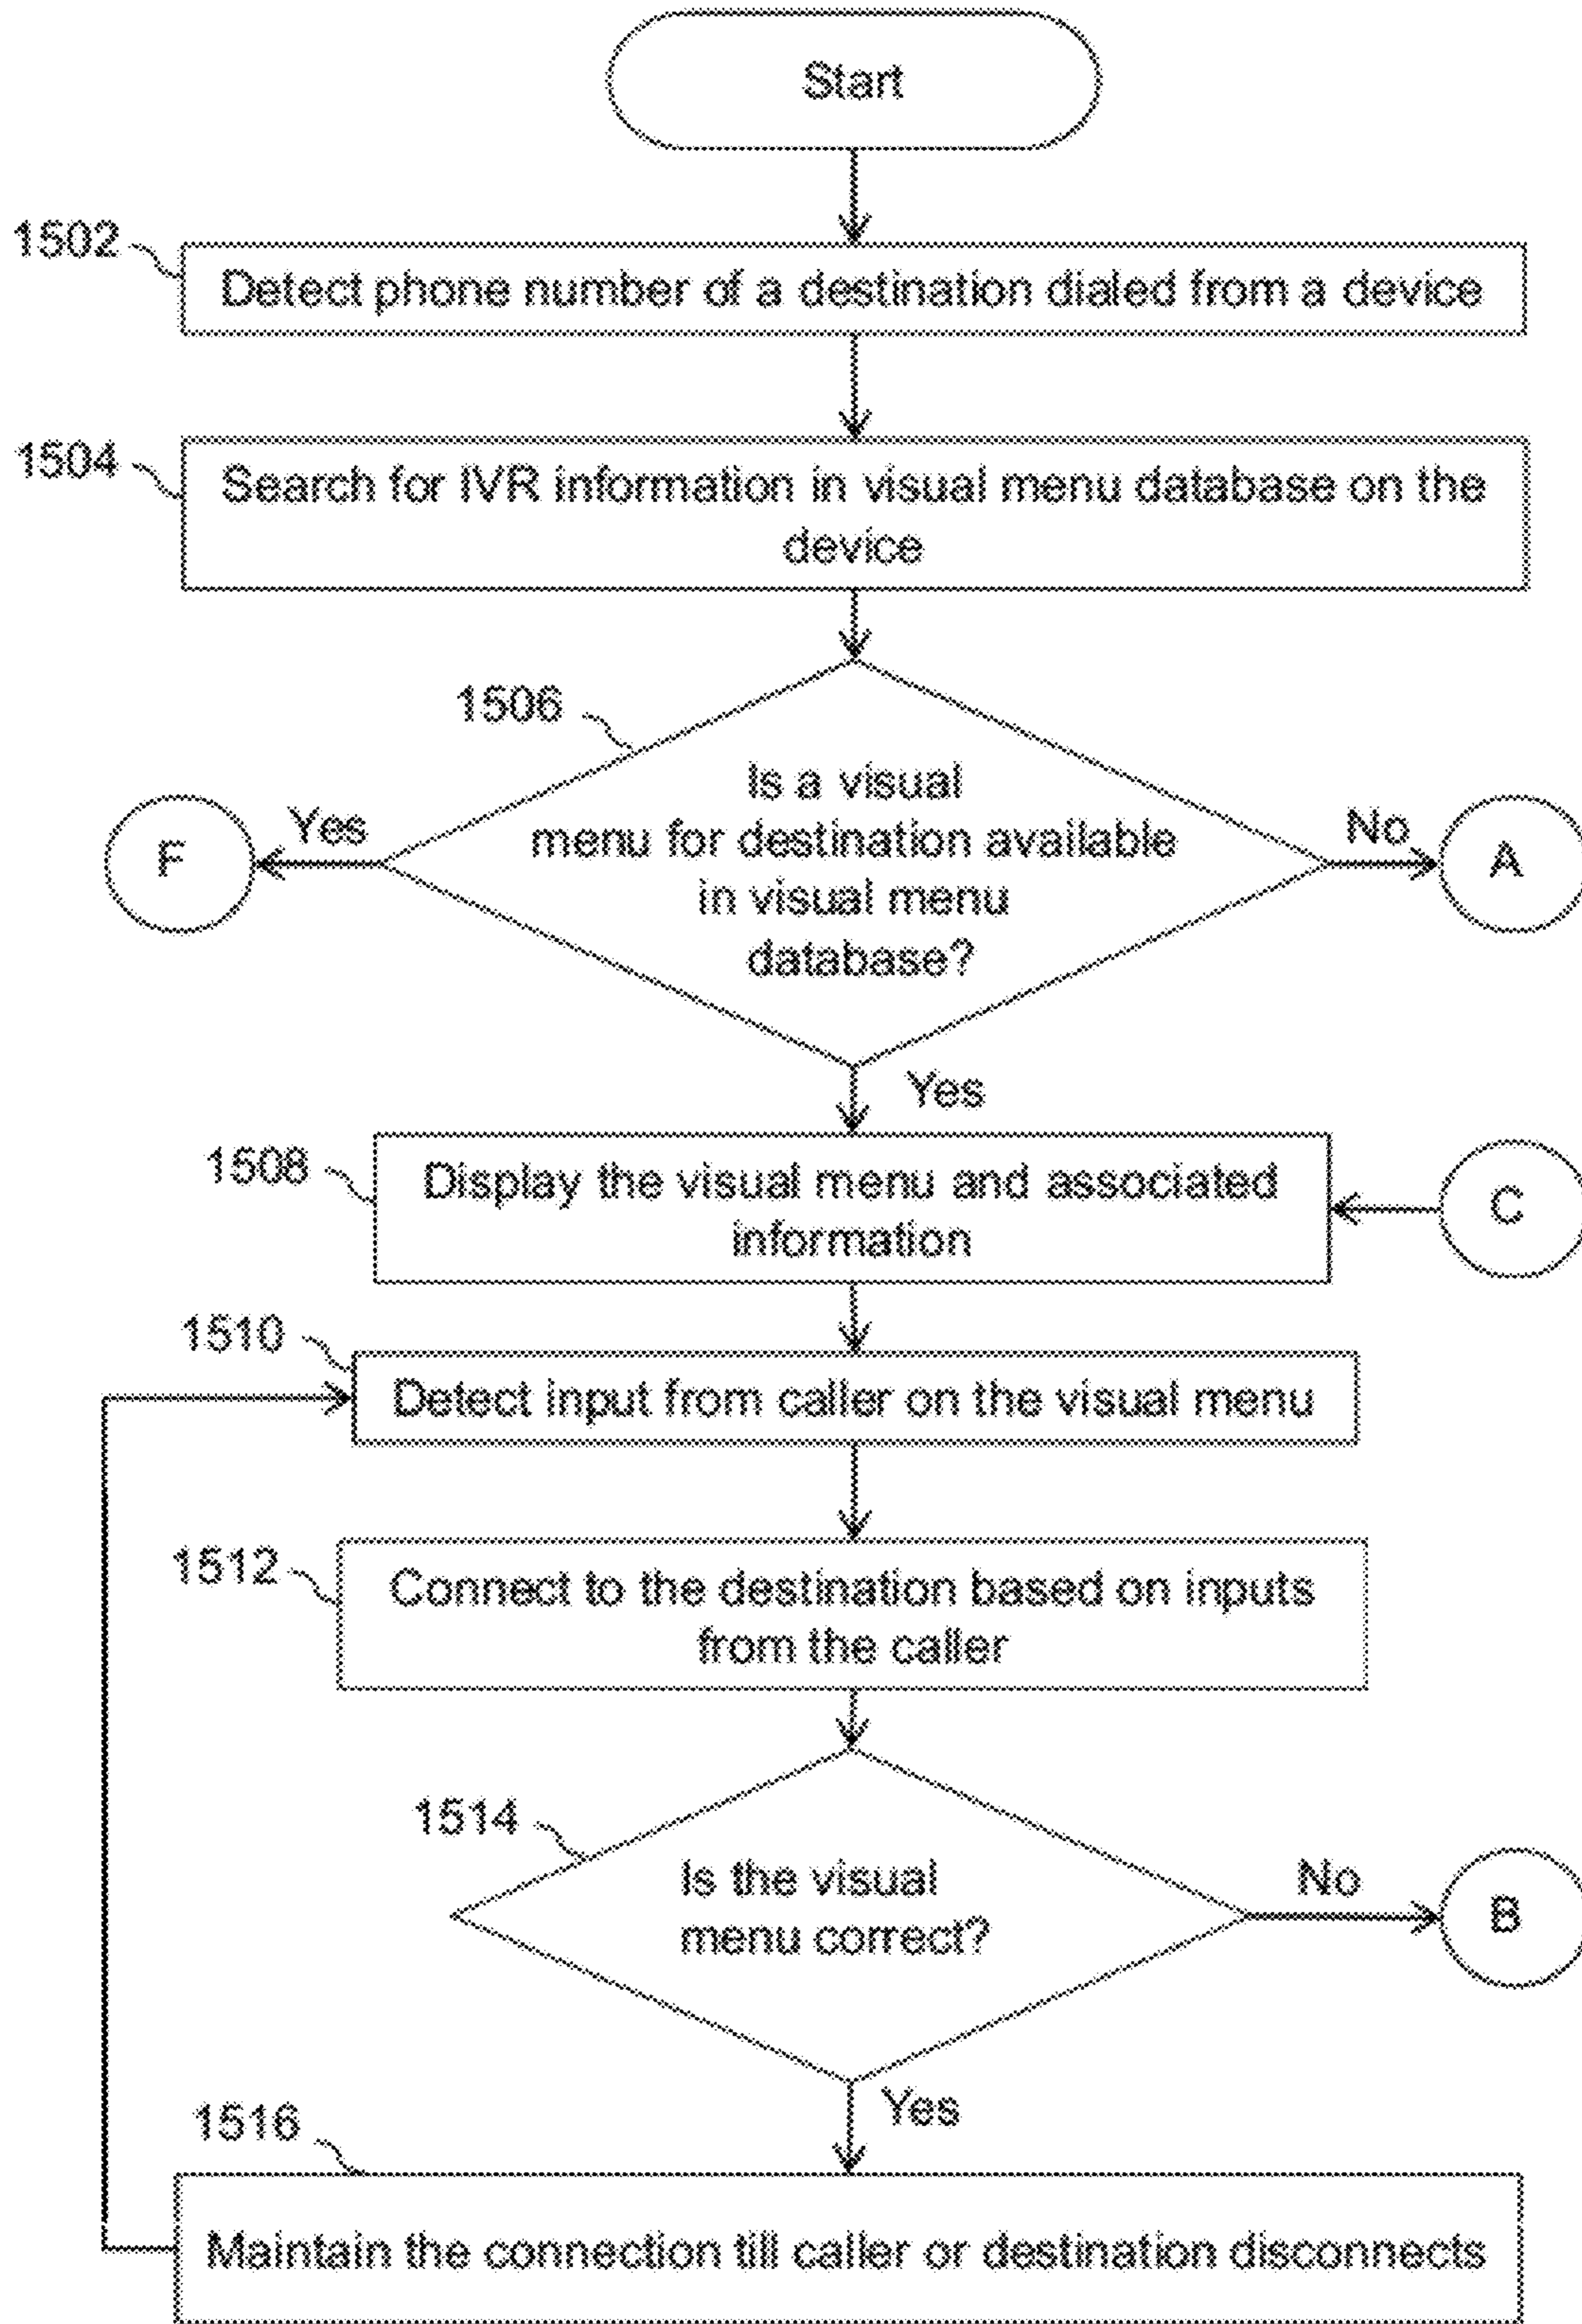 Start
1502
Detect phone number of a destination dialed from a device
1504
Search for IVR information in visual menu database on the
device
1506
Is a visual
menu for destination available
in visual menu
database?
Yes
F
No
A
Yes
1508
Display the visual menu and associated
information
C
1510
Detect input from caller on the visual menu
1512
Connect to the destination based on inputs
from the caller
1514
Is the visual
menu correct?
No
B
Yes
1516
Maintain the connection till caller or destination disconnects